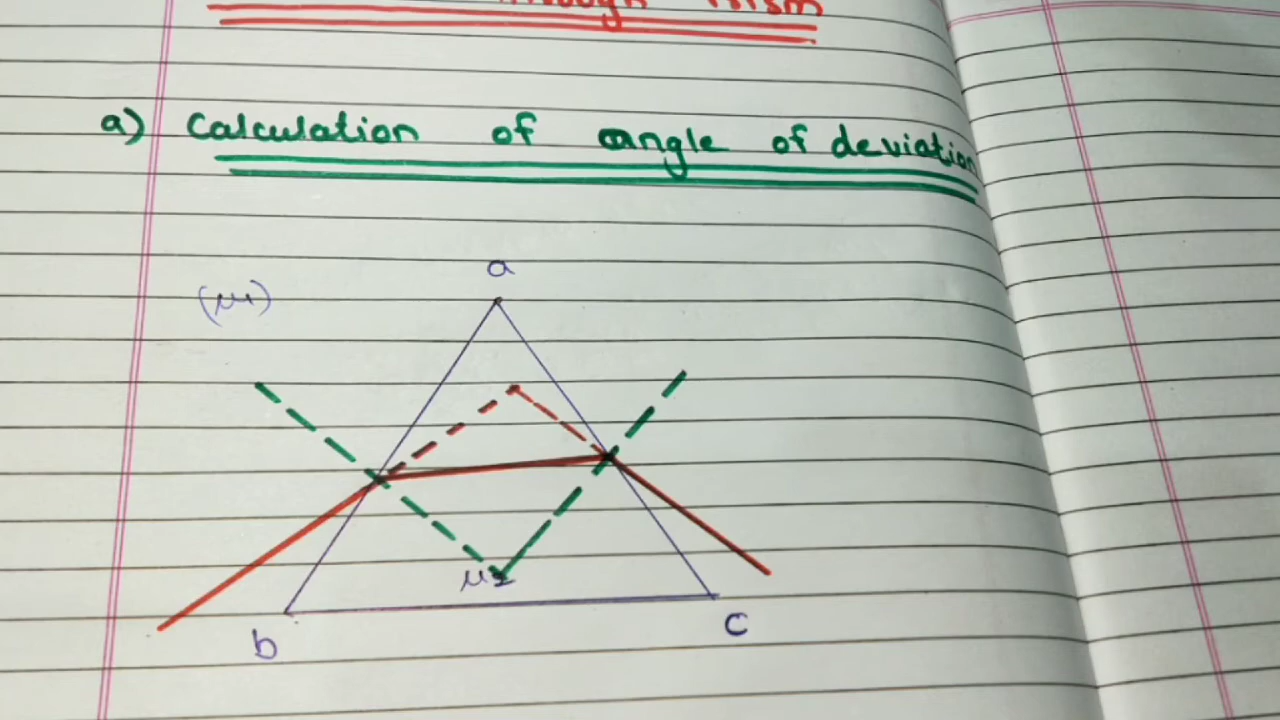 a) Calculation of angle of deviation
a
(μ1)
μ2
b
c